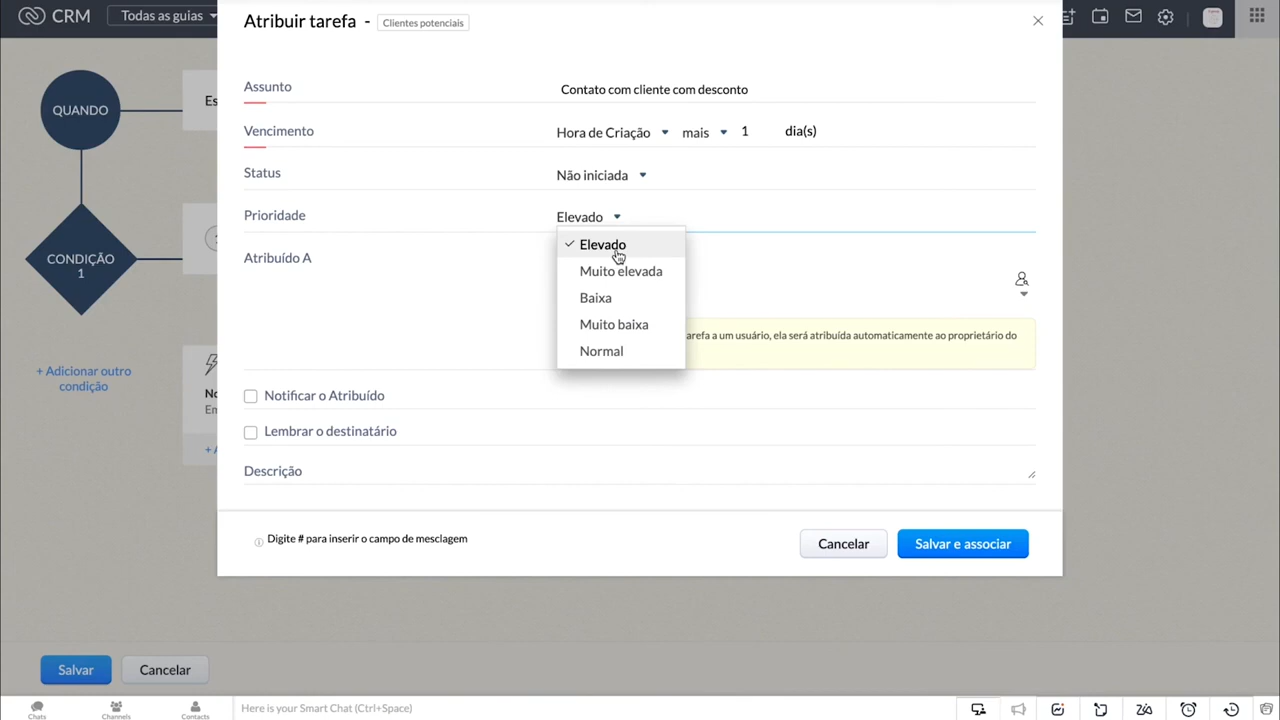 CRM
Todas as guias
Atribuir tarefa - Clientes potenciais
QUANDO
Es
Assunto
Contato com cliente com desconto
Vencimento
Hora de Criação mais 1 dia(s)
Status
Não iniciada
Prioridade
Elevado
Elevado
Muito elevada
Baixa
Muito baixa
Normal
CONDIÇÃO
1
Atribuído A
arefa a um usuário, ela será atribuída automaticamente ao proprietário do
+ Adicionar outro
condição
No
Em
+ A
Notificar o Atribuído
Lembrar o destinatário
Descrição
Digite # para inserir o campo de mesclagem
Cancelar
Salvar e associar
Salvar
Cancelar
Chats
Channels
Contacts
Here is your Smart Chat (Ctrl+Space)